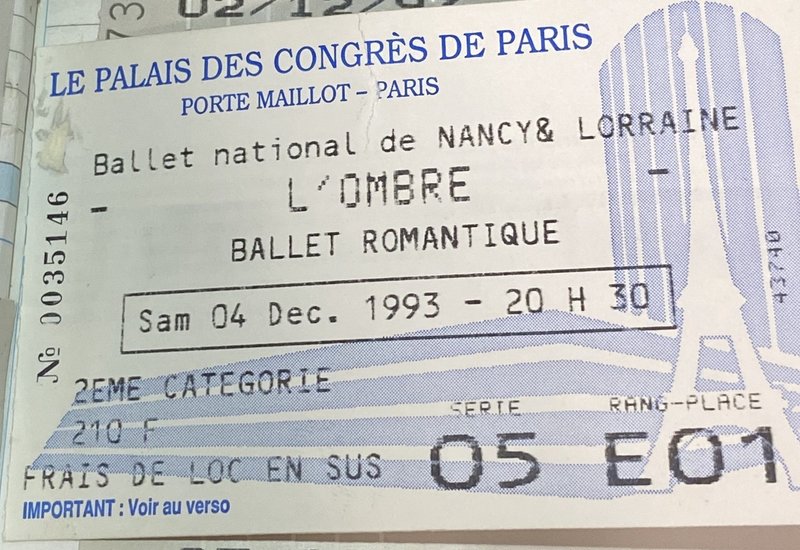 LE PALAIS DES CONGRÈS DE PARIS
PORTE MAILLOT – PARIS
Ballet national de NANCY& LORRAINE
- L'OMBRE -
BALLET ROMANTIQUE
Sam 04 Dec. 1993 - 20 H 30
2EME CATEGORIE
210 F
FRAIS DE LOC EN SUS
SERIE
05
RANG-PLACE
E01
IMPORTANT : Voir au verso
Nº 0035146
43740